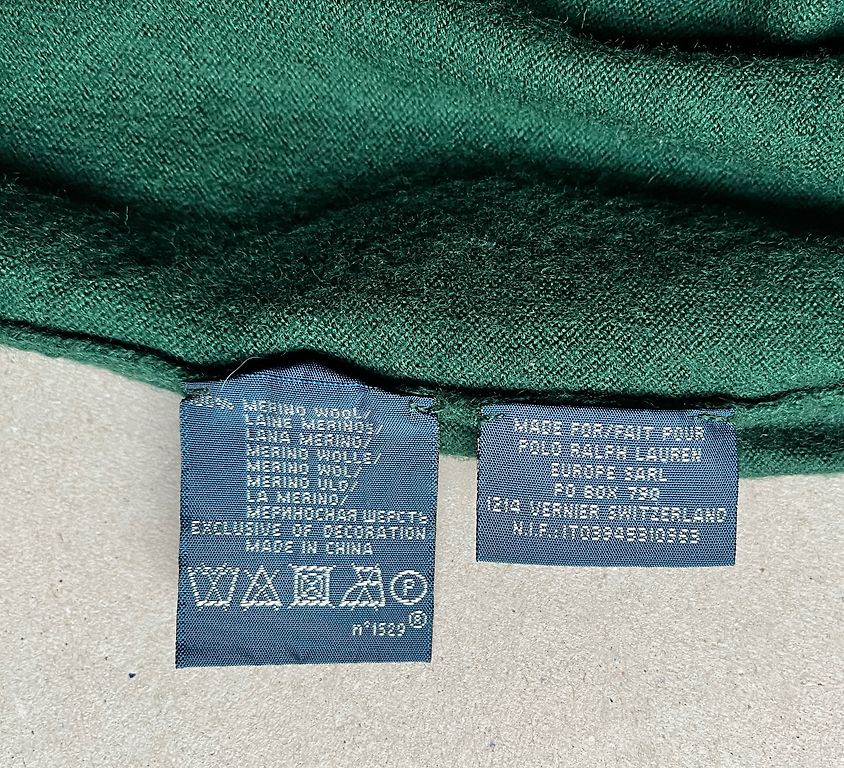 100% MERINO WOOL/
LAINE MERINOS/
LANA MERINO/
MERINO WOLLE/
MERINO WOL/
MERINO ULD/
LA MERINO/
МЕРИНОСНАЯ ШЕРСТЬ
EXCLUSIVE OF DECORATION
MADE IN CHINA
P
n°1529 ®
MADE FOR/FAIT POUR
POLO RALPH LAUREN
EUROPE SARL
PO BOX 790
1214 VERNIER SWITZERLAND
N.I.F.:IT03945310963